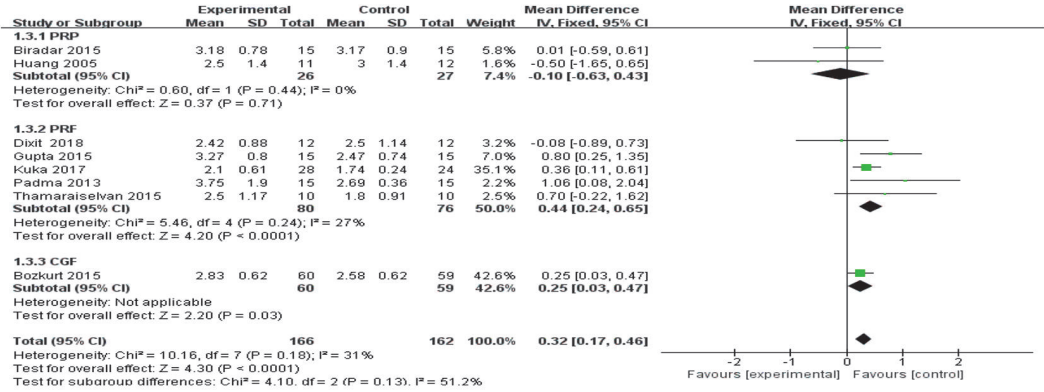 Experimental Control Mean Difference Mean Difference
Study or Subgroup Mean SD Total Mean SD Total Weight IV, Fixed, 95% CI IV, Fixed, 95% CI
1.3.1 PRP
Biradar 2015 3.18 0.78 15 3.17 0.9 15 5.8% 0.01 [-0.59, 0.61]
Huang 2005 2.5 1.4 11 3 1.4 12 1.6% -0.50 [-1.65, 0.65]
Subtotal (95% CI) 26 27 7.4% -0.10 [-0.63, 0.43]
Heterogeneity: Chi² = 0.60, df = 1 (P = 0.44); I² = 0%
Test for overall effect: Z = 0.37 (P = 0.71)
1.3.2 PRF
Dixit 2018 2.42 0.88 12 2.5 1.14 12 3.2% -0.08 [-0.89, 0.73]
Gupta 2015 3.27 0.8 15 2.47 0.74 15 7.0% 0.80 [0.25, 1.35]
Kuka 2017 2.1 0.61 28 1.74 0.24 24 35.1% 0.36 [0.11, 0.61]
Padma 2013 3.75 1.9 15 2.69 0.36 15 2.2% 1.06 [0.08, 2.04]
Thamaraiselvan 2015 2.5 1.17 10 1.8 0.91 10 2.5% 0.70 [-0.22, 1.62]
Subtotal (95% CI) 80 76 50.0% 0.44 [0.24, 0.65]
Heterogeneity: Chi² = 5.46, df = 4 (P = 0.24); I² = 27%
Test for overall effect: Z = 4.20 (P < 0.0001)
1.3.3 CGF
Bozkurt 2015 2.83 0.62 60 2.58 0.62 59 42.6% 0.25 [0.03, 0.47]
Subtotal (95% CI) 60 59 42.6% 0.25 [0.03, 0.47]
Heterogeneity: Not applicable
Test for overall effect: Z = 2.20 (P = 0.03)
Total (95% CI) 166 162 100.0% 0.32 [0.17, 0.46]
Heterogeneity: Chi² = 10.16, df = 7 (P = 0.18); I² = 31%
Test for overall effect: Z = 4.30 (P < 0.0001)
Test for subgroup differences: Chi² = 4.10, df = 2 (P = 0.13), I² = 51.2%
-2 -1 0 1 2
Favours [experimental] Favours [control]